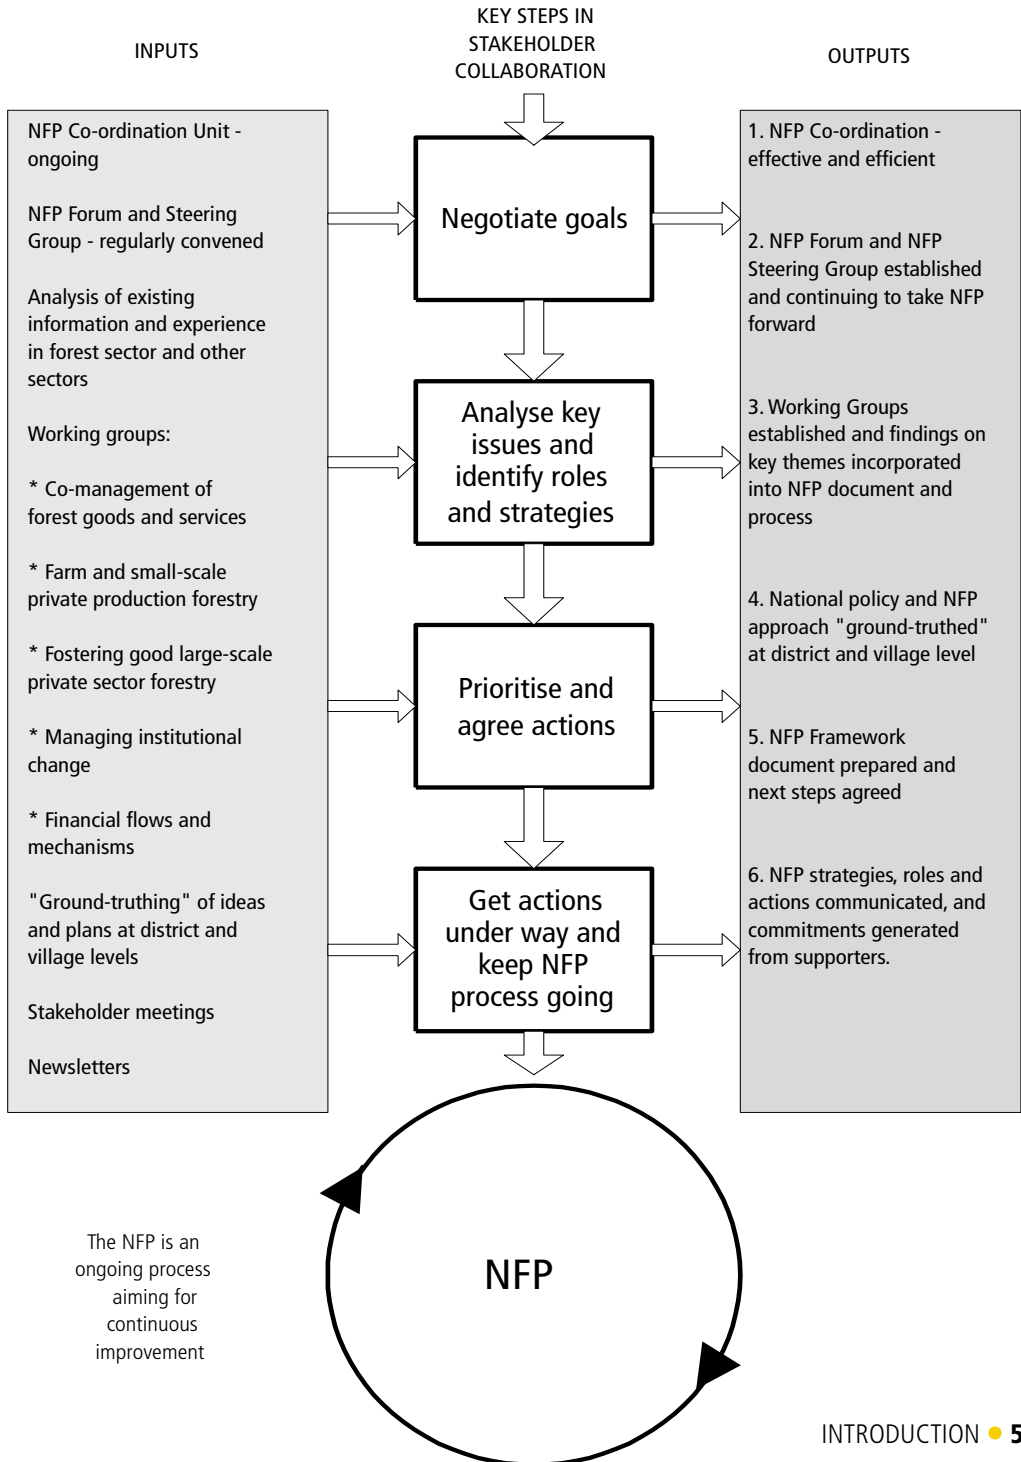 KEY STEPS IN
STAKEHOLDER
COLLABORATION
INPUTS
OUTPUTS
NFP Co-ordination Unit -
ongoing
NFP Forum and Steering
Group - regularly convened
Analysis of existing
information and experience
in forest sector and other
sectors
Working groups:
* Co-management of
forest goods and services
* Farm and small-scale
private production forestry
* Fostering good large-scale
private sector forestry
* Managing institutional
change
* Financial flows and
mechanisms
"Ground-truthing" of ideas
and plans at district and
village levels
Stakeholder meetings
Newsletters
Negotiate goals
Analyse key
issues and
identify roles
and strategies
Prioritise and
agree actions
Get actions
under way and
keep NFP
process going
1. NFP Co-ordination -
effective and efficient
2. NFP Forum and NFP
Steering Group established
and continuing to take NFP
forward
3. Working Groups
established and findings on
key themes incorporated
into NFP document and
process
4. National policy and NFP
approach "ground-truthed"
at district and village level
5. NFP Framework
document prepared and
next steps agreed
6. NFP strategies, roles and
actions communicated, and
commitments generated
from supporters.
The NFP is an
ongoing process
aiming for
continuous
improvement
NFP
INTRODUCTION • 5